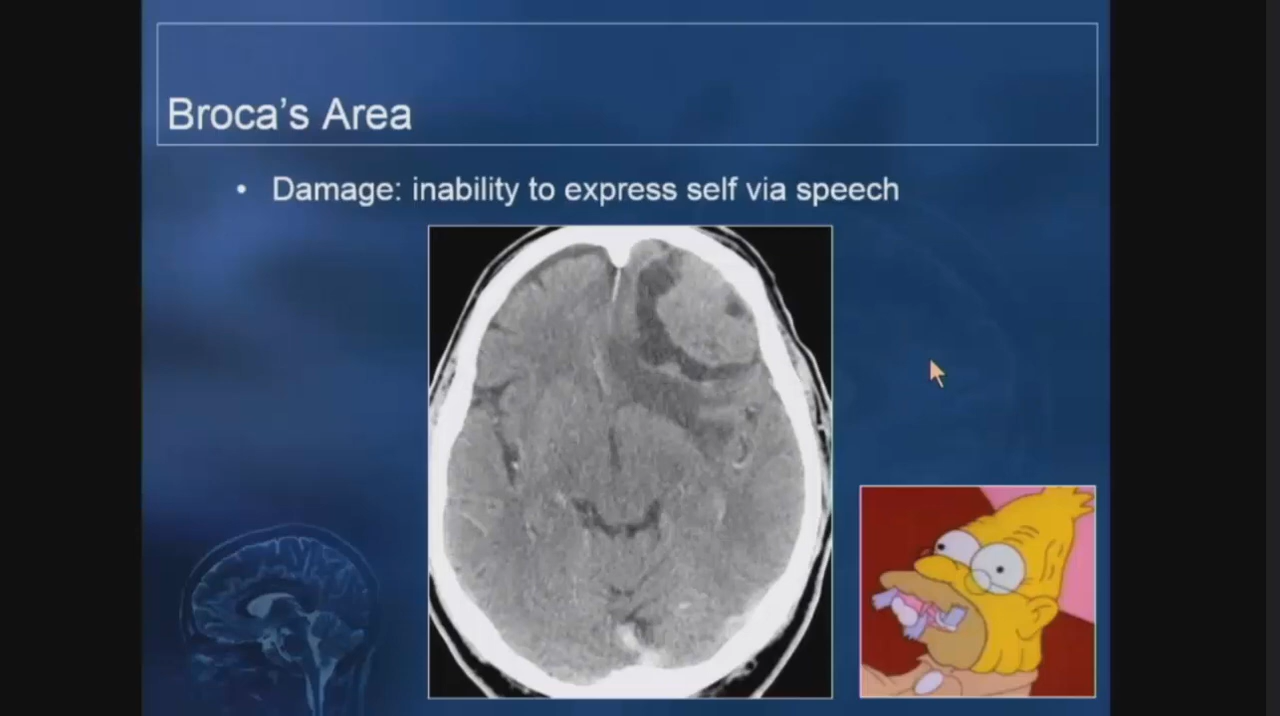 Broca's Area
• Damage: inability to express self via speech